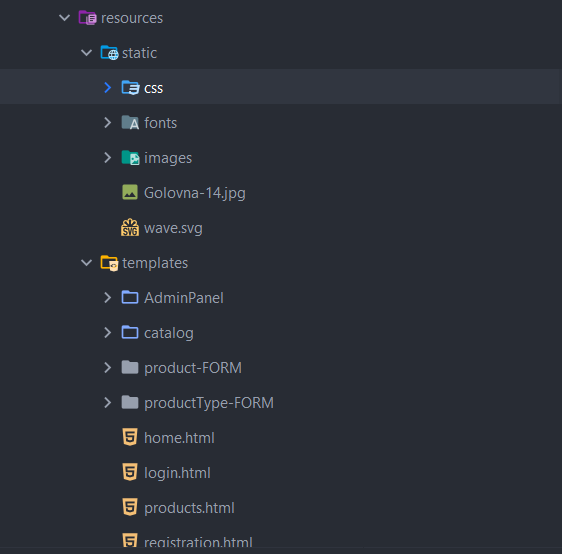 resources
static
css
fonts
images
Golovna-14.jpg
wave.svg
templates
AdminPanel
catalog
product-FORM
productType-FORM
home.html
login.html
products.html
registration.html